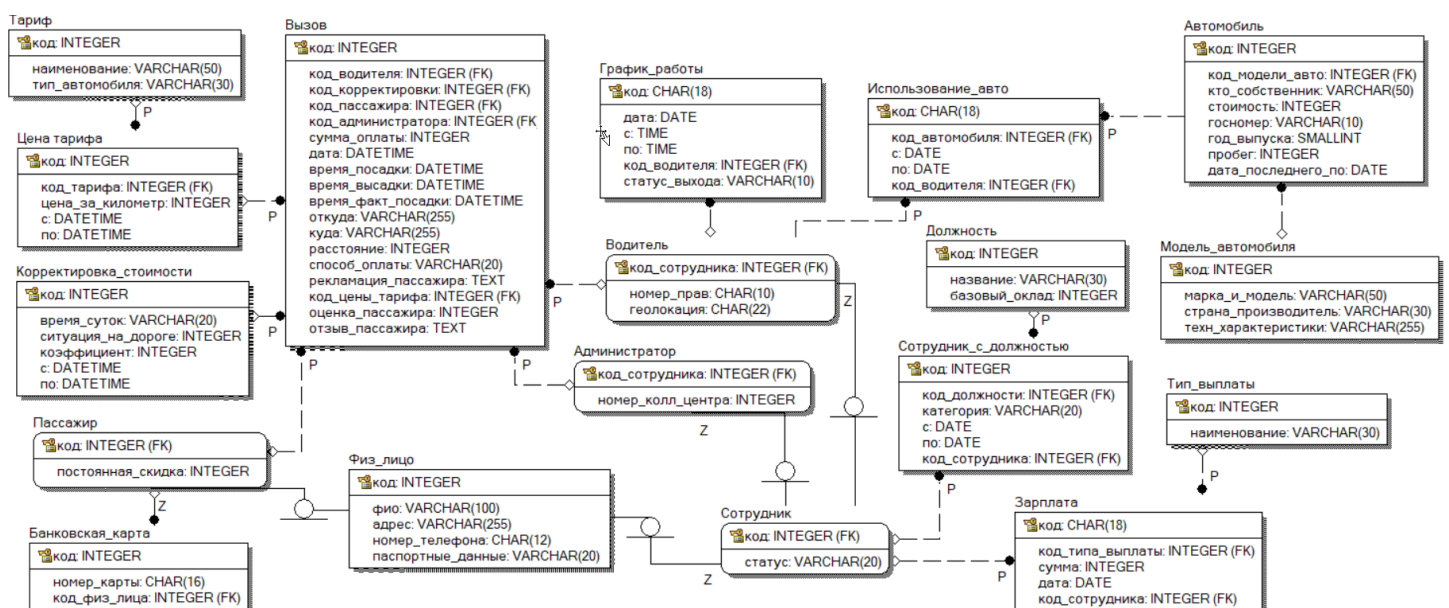 Тариф
код: INTEGER
наименование: VARCHAR(50)
тип_автомобиля: VARCHAR(30)
P
Цена тарифа
код: INTEGER
код_тарифа: INTEGER (FK)
цена_за_километр: INTEGER
с: DATETIME
по: DATETIME
P
Корректировка_стоимости
код: INTEGER
время_суток: VARCHAR(20)
ситуация_на_дороге: INTEGER
коэффициент: INTEGER
с: DATETIME
по: DATETIME
P
Пассажир
код: INTEGER (FK)
постоянная_скидка: INTEGER
Z
Банковская_карта
код: INTEGER
номер_карты: CHAR(16)
код_физ_лица: INTEGER (FK)
Вызов
код: INTEGER
код_водителя: INTEGER (FK)
код_корректировки: INTEGER (FK)
код_пассажира: INTEGER (FK)
код_администратора: INTEGER (FK
сумма_оплаты: INTEGER
дата: DATETIME
время_посадки: DATETIME
время_высадки: DATETIME
время_факт_посадки: DATETIME
откуда: VARCHAR(255)
куда: VARCHAR(255)
расстояние: INTEGER
способ_оплаты: VARCHAR(20)
рекламация_пассажира: TEXT
код_цены_тарифа: INTEGER (FK)
оценка_пассажира: INTEGER
отзыв_пассажира: TEXT
P
P
P
Физ_лицо
код: INTEGER
фио: VARCHAR(100)
адрес: VARCHAR(255)
номер_телефона: CHAR(12)
паспортные_данные: VARCHAR(20)
График_работы
код: CHAR(18)
дата: DATE
с: TIME
по: TIME
код_водителя: INTEGER (FK)
статус_выхода: VARCHAR(10)
Водитель
код_сотрудника: INTEGER (FK)
номер_прав: CHAR(10)
геолокация: CHAR(22)
Z
Администратор
код_сотрудника: INTEGER (FK)
номер_колл_центра: INTEGER
Z
Сотрудник
код: INTEGER (FK)
статус: VARCHAR(20)
Z
Использование_авто
код: CHAR(18)
код_автомобиля: INTEGER (FK)
с: DATE
по: DATE
код_водителя: INTEGER (FK)
P
P
Должность
код: INTEGER
название: VARCHAR(30)
базовый_оклад: INTEGER
P
Сотрудник_с_должностью
код: INTEGER
код_должности: INTEGER (FK)
категория: VARCHAR(20)
с: DATE
по: DATE
код_сотрудника: INTEGER (FK)
P
P
Автомобиль
код: INTEGER
код_модели_авто: INTEGER (FK)
кто_собственник: VARCHAR(50)
стоимость: INTEGER
госномер: VARCHAR(10)
год_выпуска: SMALLINT
пробег: INTEGER
дата_последнего_по: DATE
Модель_автомобиля
код: INTEGER
марка_и_модель: VARCHAR(50)
страна_производитель: VARCHAR(30)
техн_характеристики: VARCHAR(255)
Тип_выплаты
код: INTEGER
наименование: VARCHAR(30)
P
Зарплата
код: CHAR(18)
код_типа_выплаты: INTEGER (FK)
сумма: INTEGER
дата: DATE
код_сотрудника: INTEGER (FK)